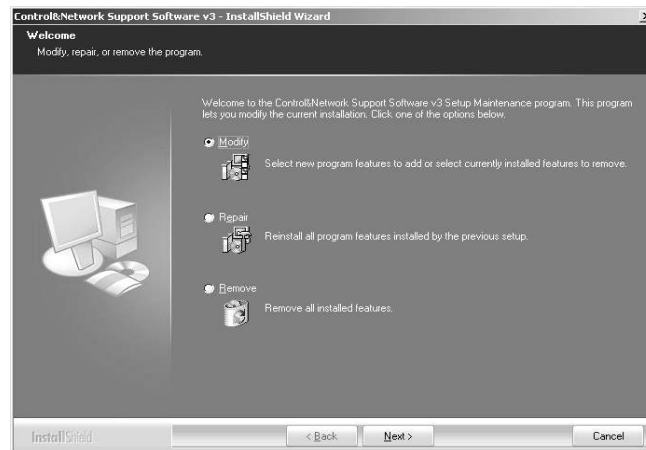 Control&Network Support Software v3 - InstallShield Wizard
Welcome
Modify, repair, or remove the program.
Welcome to the Control&Network Support Software v3 Setup Maintenance program. This program
lets you modify the current installation. Click one of the options below.
Modify
Select new program features to add or select currently installed features to remove.
Repair
Reinstall all program features installed by the previous setup.
Remove
Remove all installed features.
InstallShield
< Back
Next >
Cancel